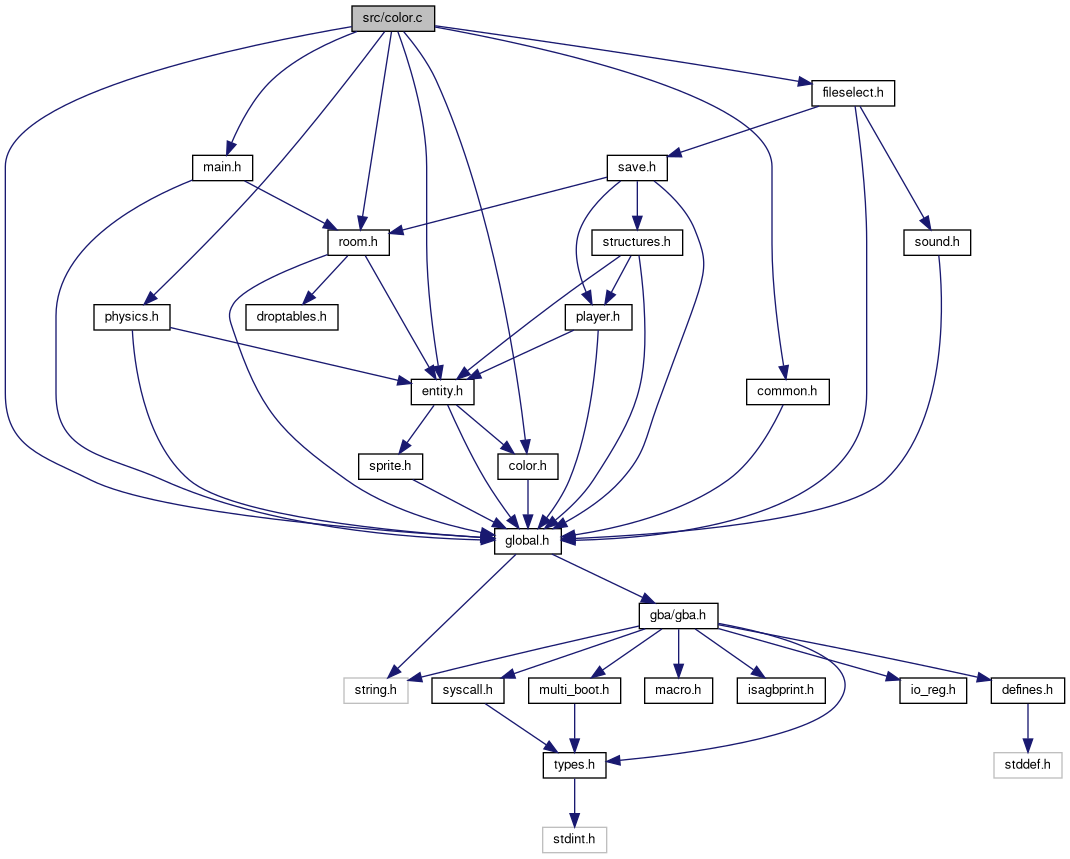 src/color.c
fileselect.h
main.h
save.h
room.h
structures.h
sound.h
physics.h
droptables.h
player.h
entity.h
common.h
sprite.h
color.h
global.h
gba/gba.h
string.h
syscall.h
multi_boot.h
macro.h
isagbprint.h
io_reg.h
defines.h
types.h
stddef.h
stdint.h